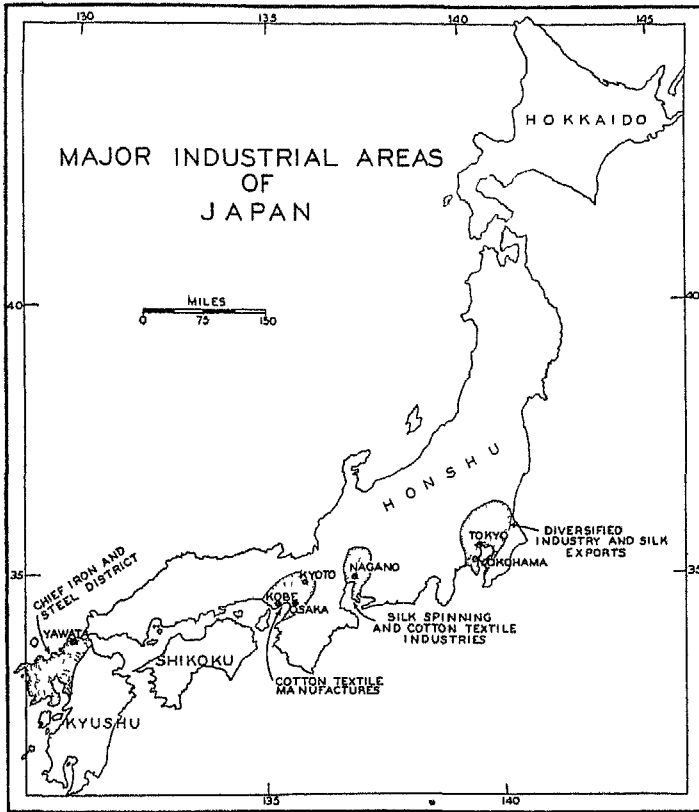 130
135
140
145
HOKKAIDO
MAJOR INDUSTRIAL AREAS
OF
JAPAN
40
40
MILES
0 75 150
HONSHU
DIVERSIFIED
INDUSTRY AND SILK
EXPORTS
TOKYO
YOKOHAMA
35
35
CHIEF IRON AND
STEEL DISTRICT
NAGANO
KYOTO
KOBE
OSAKA
SILK SPINNING
AND COTTON TEXTILE
INDUSTRIES
YAWATA
SHIKOKU
COTTON TEXTILE
MANUFACTURES
KYUSHU
135
140